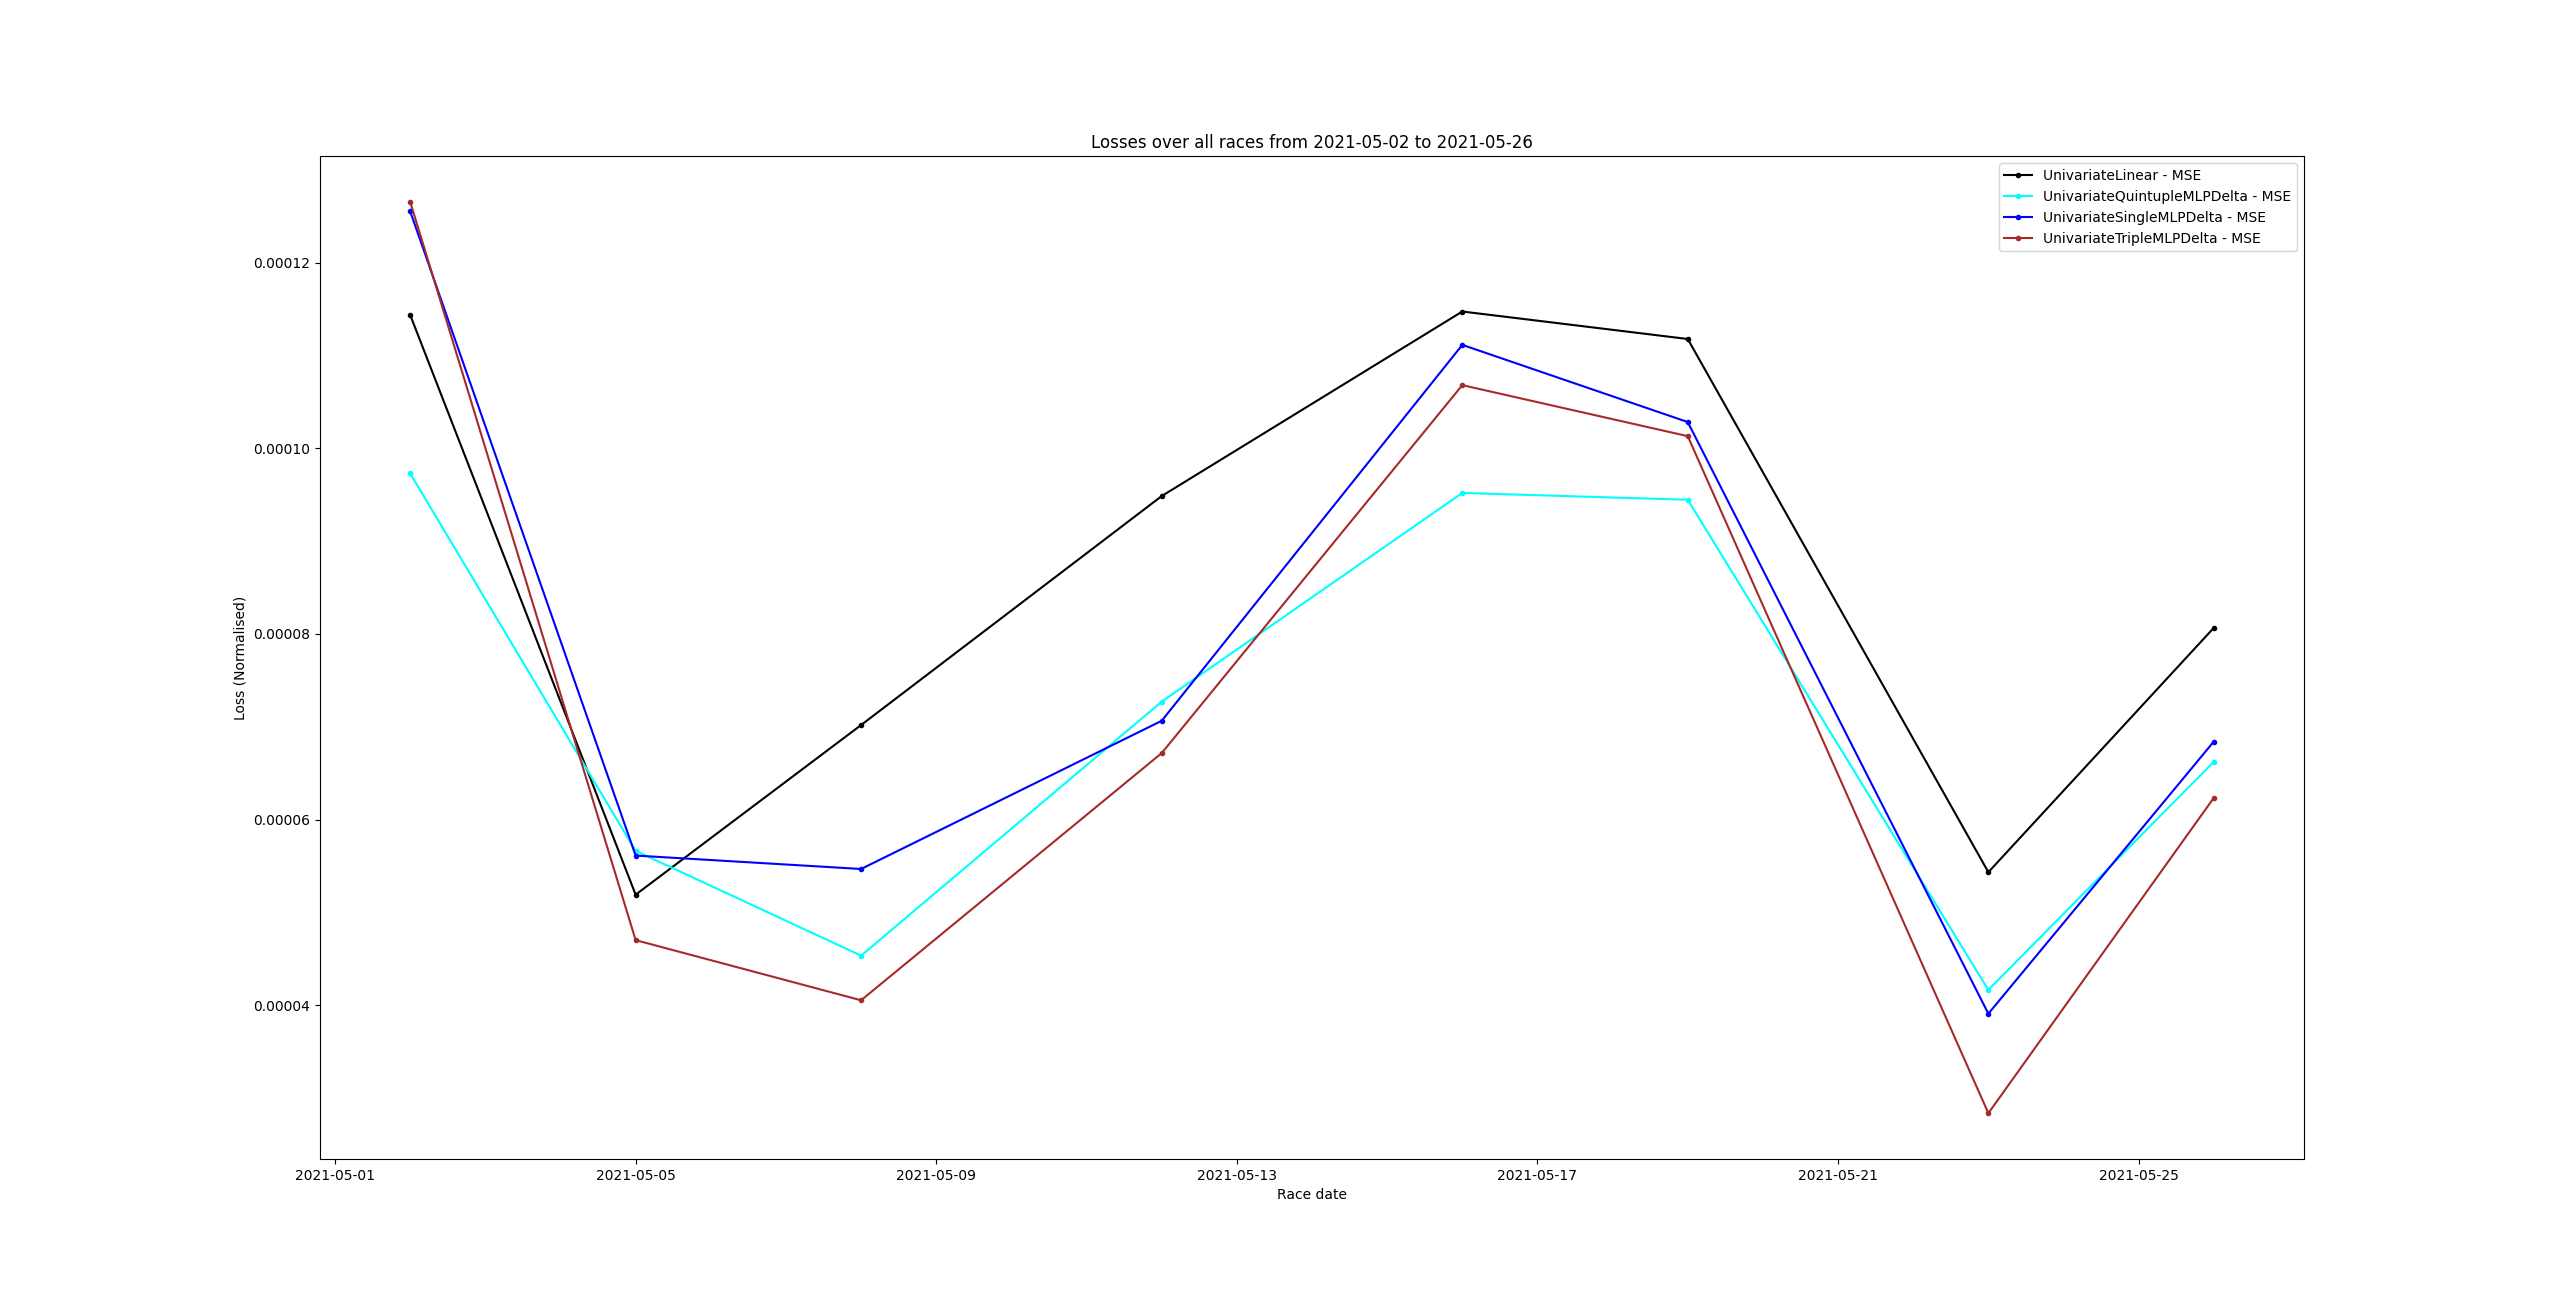 Losses over all races from 2021-05-02 to 2021-05-26
UnivariateLinear - MSE
UnivariateQuintupleMLPDelta - MSE
UnivariateSingleMLPDelta - MSE
UnivariateTripleMLPDelta - MSE
Loss (Normalised)
0.00012
0.00010
0.00008
0.00006
0.00004
2021-05-01 2021-05-05 2021-05-09 2021-05-13 2021-05-17 2021-05-21 2021-05-25
Race date